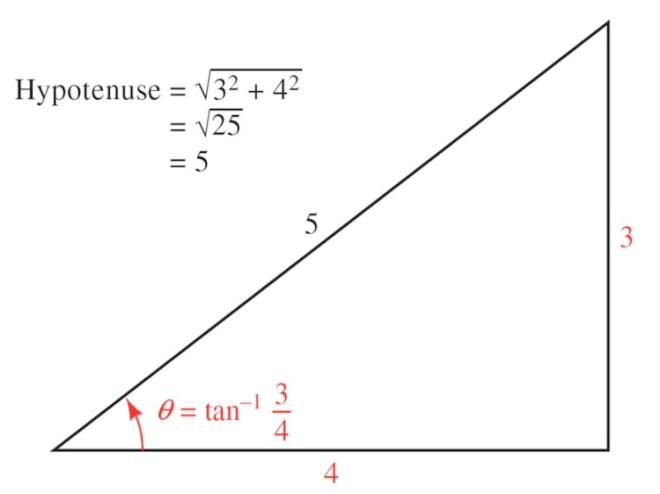 Hypotenuse = √3² + 4²
= √25
= 5
5
3
θ = tan⁻¹ 3/4
4